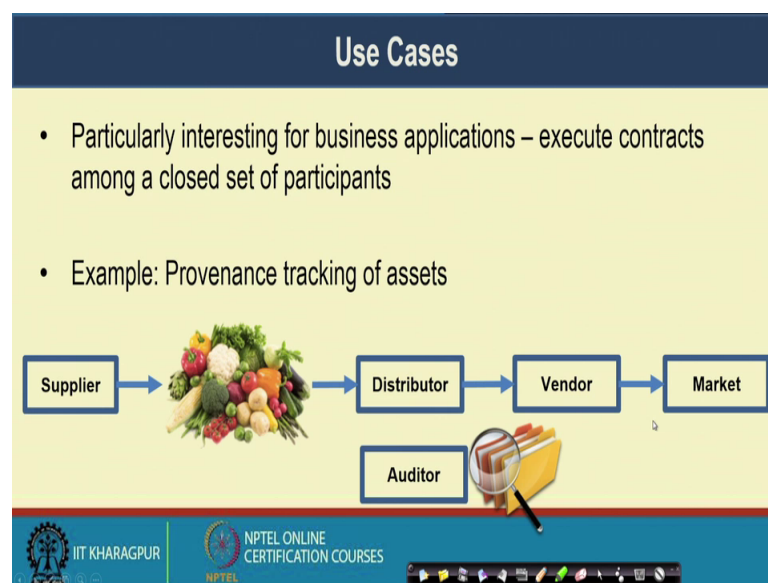 Use Cases
• Particularly interesting for business applications – execute contracts
among a closed set of participants
• Example: Provenance tracking of assets
Supplier
Distributor
Vendor
Market
Auditor
IIT KHARAGPUR
NPTEL
NPTEL ONLINE
CERTIFICATION COURSES